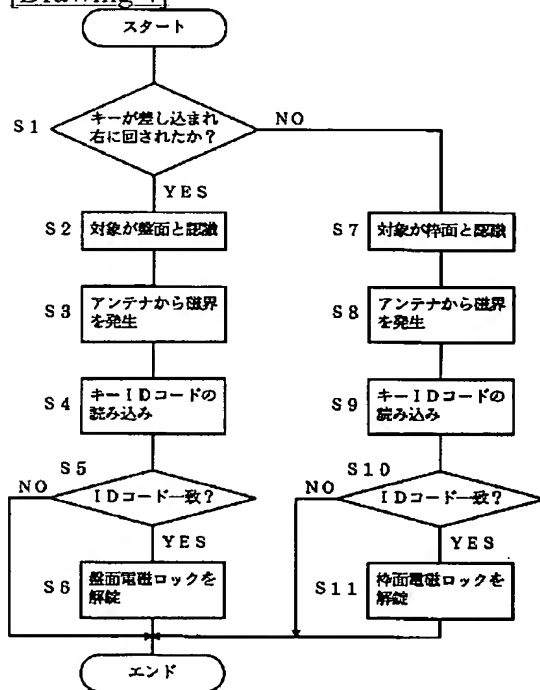 [Drawing 4]
スタート
S1
キーが差し込まれ
右に回されたか？
NO
YES
S2
対象が盤面と認識
S3
アンテナから磁界
を発生
S4
キーIDコードの
読み込み
S5
NO
IDコード一致？
YES
S6
盤面電磁ロックを
解錠
S7
対象が枠面と認識
S8
アンテナから磁界
を発生
S9
キーIDコードの
読み込み
S10
NO
IDコード一致？
YES
S11
枠面電磁ロックを
解錠
エンド